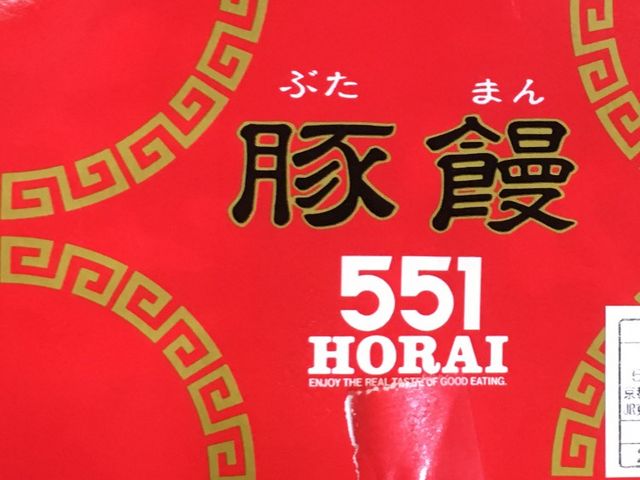 ぶた まん
豚饅
551
HORAI
ENJOY THE REAL TASTE OF GOOD EATING.